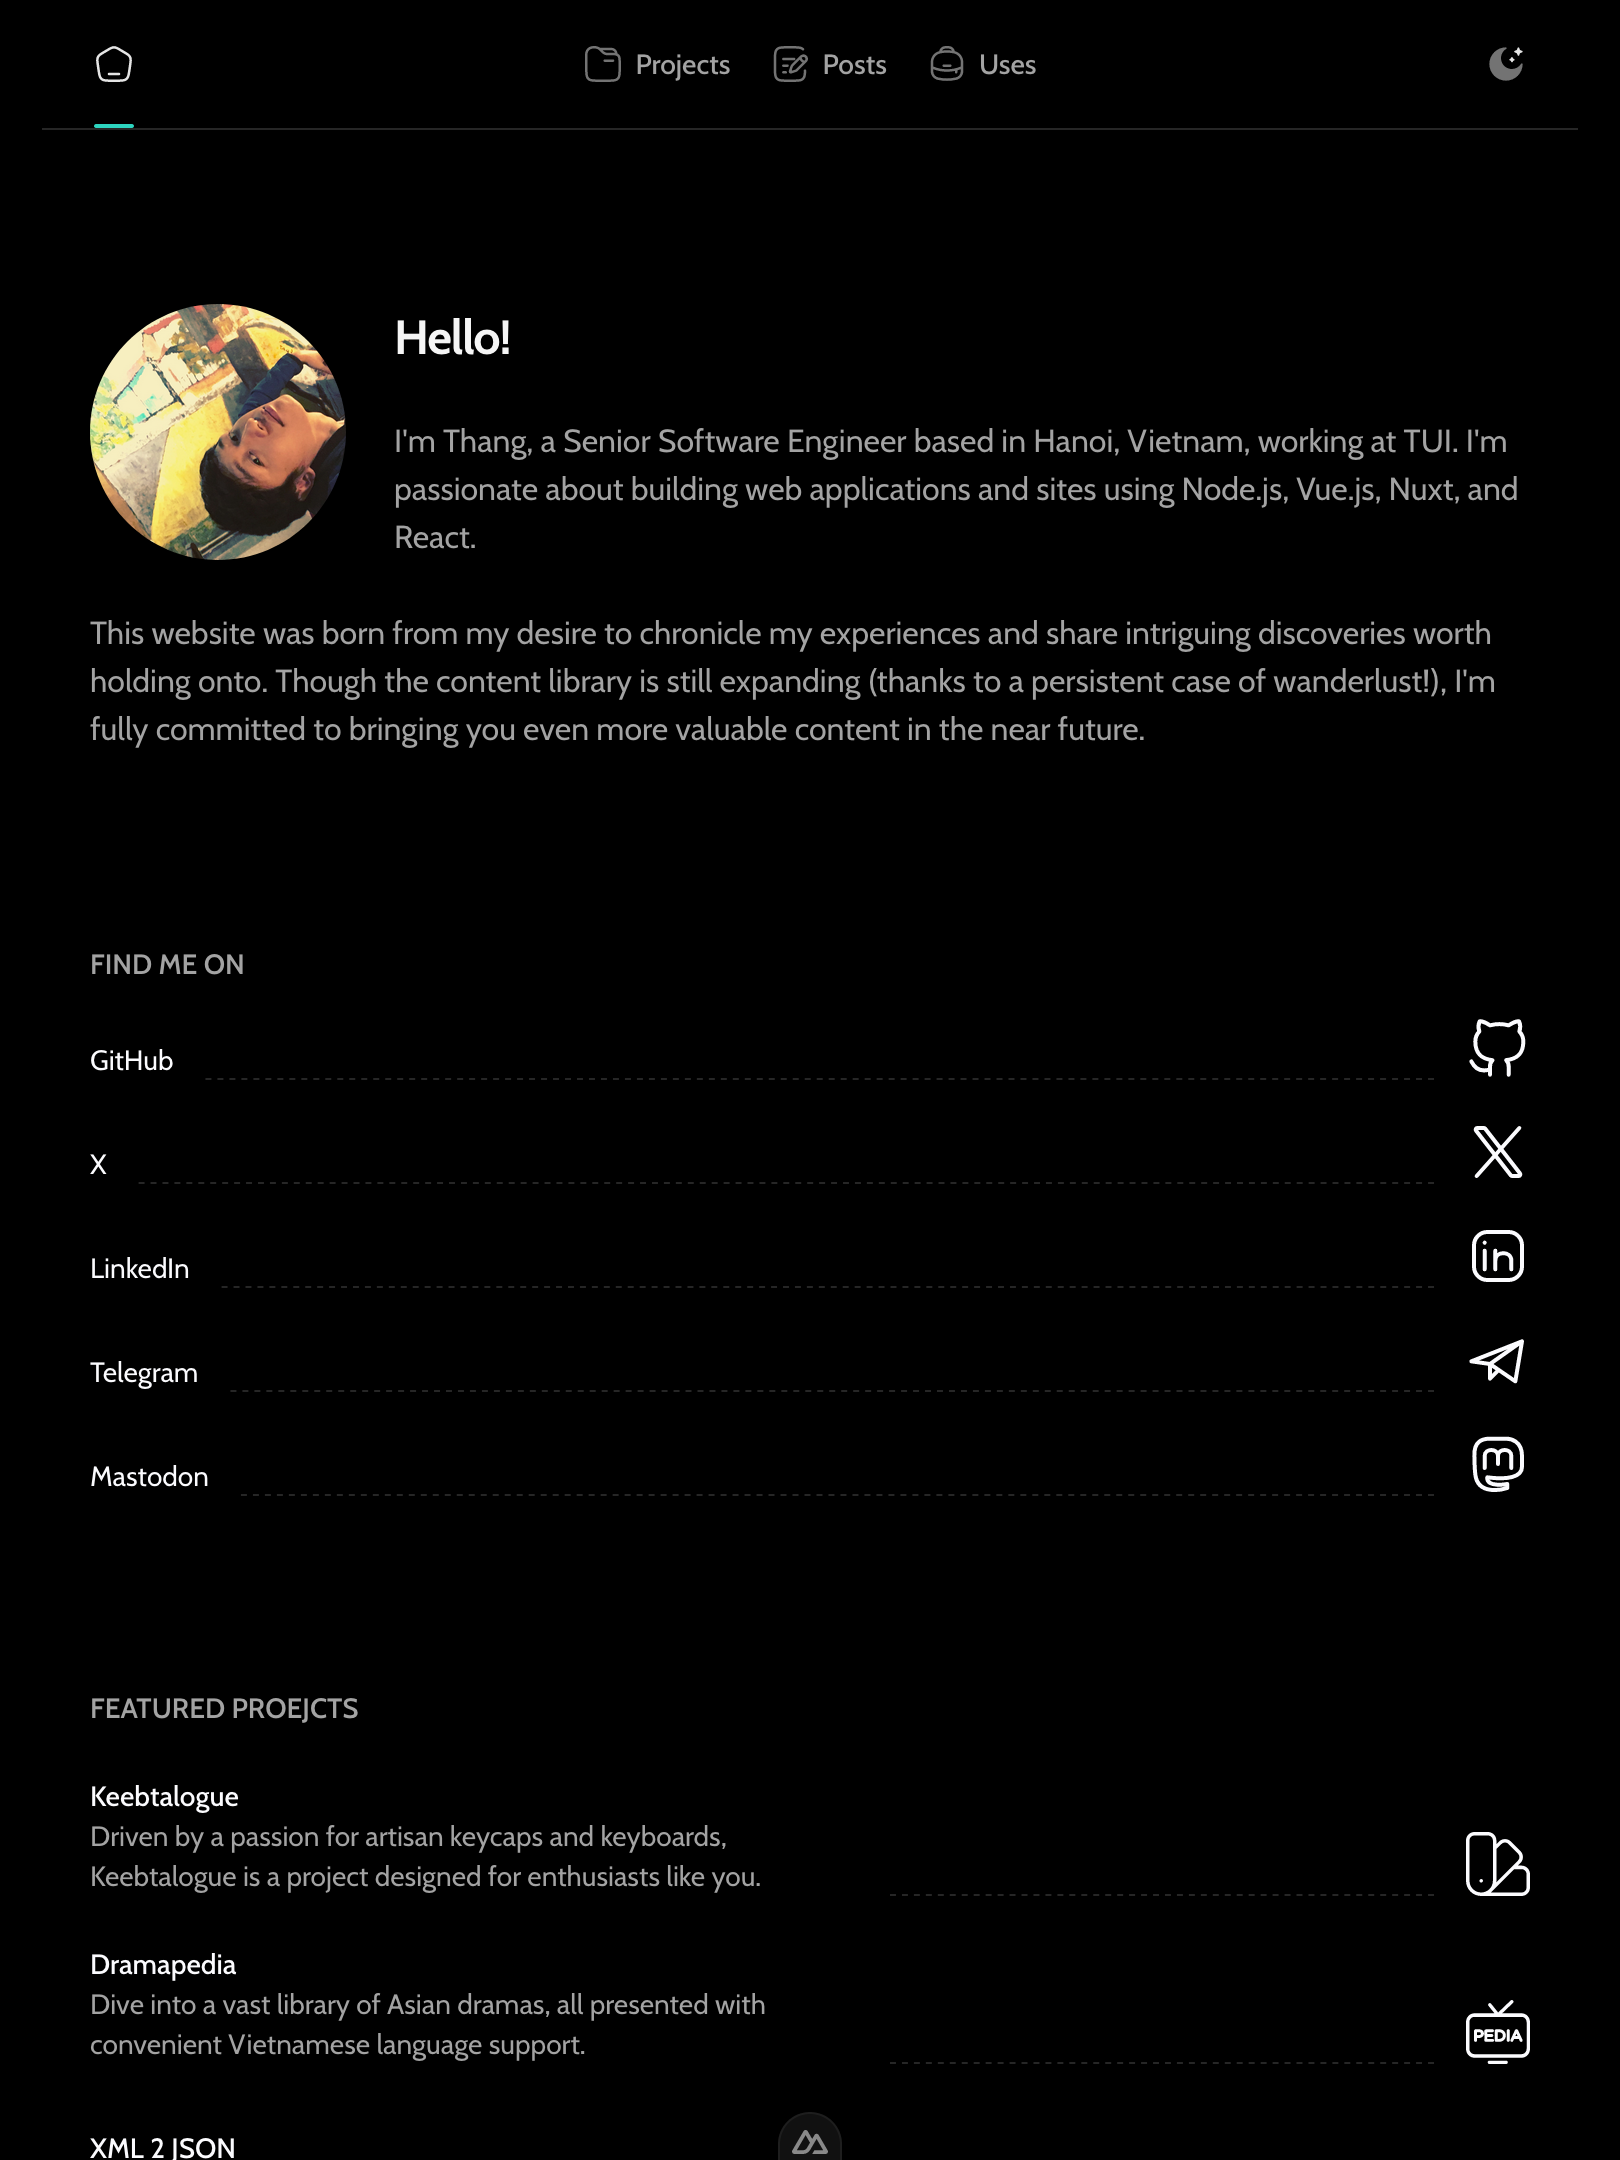 Projects
Posts
Uses
Hello!
I'm Thang, a Senior Software Engineer based in Hanoi, Vietnam, working at TUI. I'm
passionate about building web applications and sites using Node.js, Vue.js, Nuxt, and
React.
This website was born from my desire to chronicle my experiences and share intriguing discoveries worth
holding onto. Though the content library is still expanding (thanks to a persistent case of wanderlust!), I'm
fully committed to bringing you even more valuable content in the near future.
FIND ME ON
GitHub
X
LinkedIn
in
Telegram
Mastodon
m
FEATURED PROEJCTS
Keebtalogue
Driven by a passion for artisan keycaps and keyboards,
Keebtalogue is a project designed for enthusiasts like you.
Dramapedia
Dive into a vast library of Asian dramas, all presented with
convenient Vietnamese language support.
PEDIA
XML 2 JSON